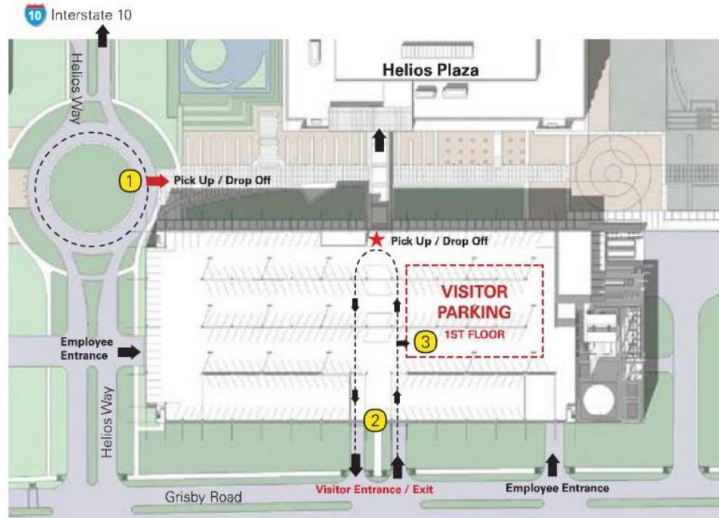 10 Interstate 10
Helios Way
Helios Plaza
1 Pick Up / Drop Off
Pick Up / Drop Off
VISITOR
PARKING
1ST FLOOR
3
Employee
Entrance
Helios Way
2
Visitor Entrance / Exit
Employee Entrance
Grisby Road